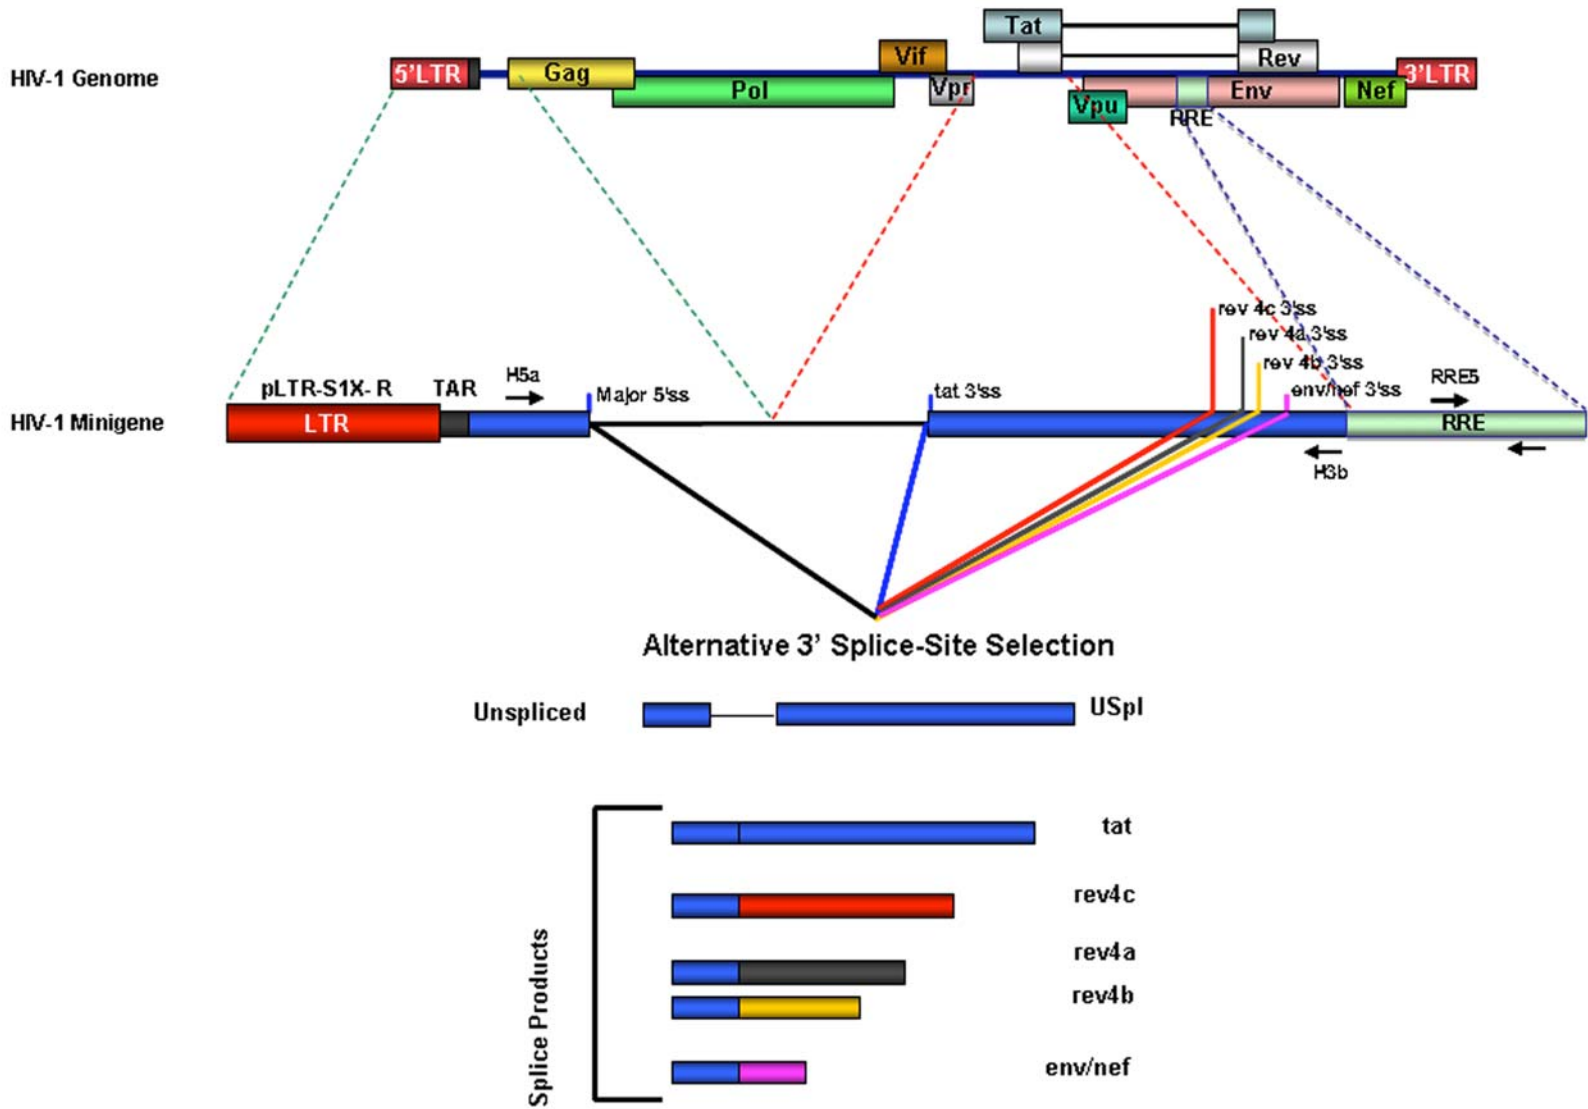 HIV-1 Genome
5'LTR
Gag
Pol
Vif
Vpr
Tat
Rev
Vpu
RRE
Env
Nef
3'LTR
rev 4c 3'ss
rev 4a 3'ss
rev 4b 3'ss
env/nef 3'ss
pLTR-S1X- R
TAR
H5a
Major 5'ss
tat 3'ss
RRE5
HIV-1 Minigene
LTR
RRE
H3b
Alternative 3' Splice-Site Selection
Unspliced
USpl
Splice Products
tat
rev4c
rev4a
rev4b
env/nef